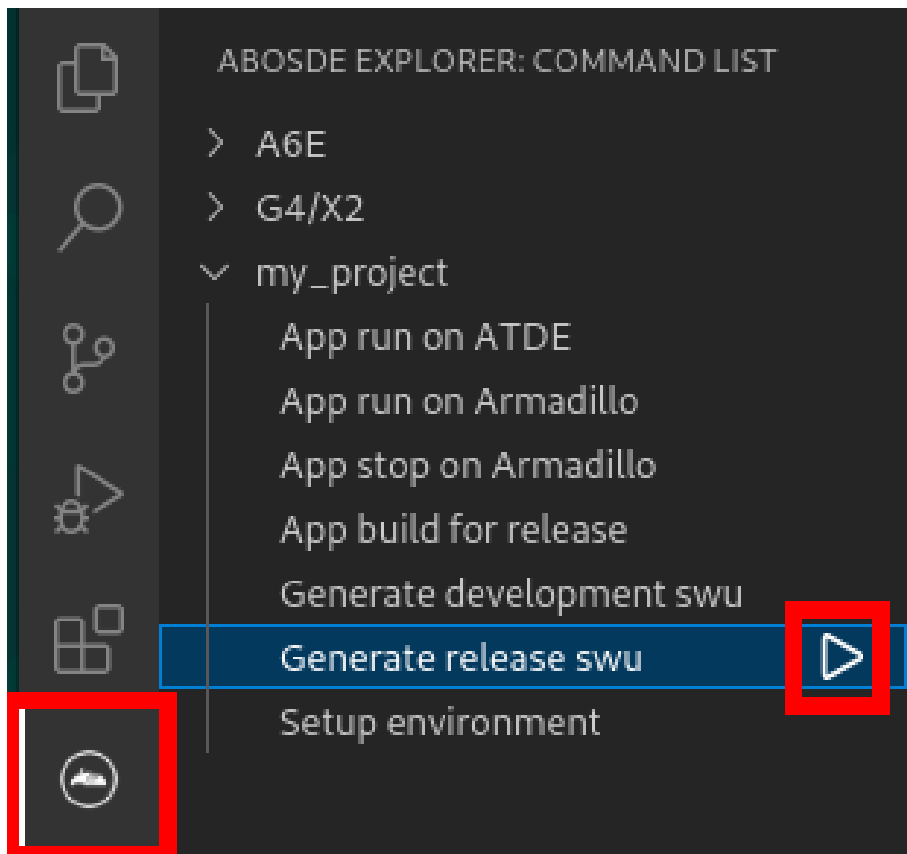 ABOSDE EXPLORER: COMMAND LIST
A6E
G4/X2
my_project
App run on ATDE
App run on Armadillo
App stop on Armadillo
App build for release
Generate development swu
Generate release swu
Setup environment